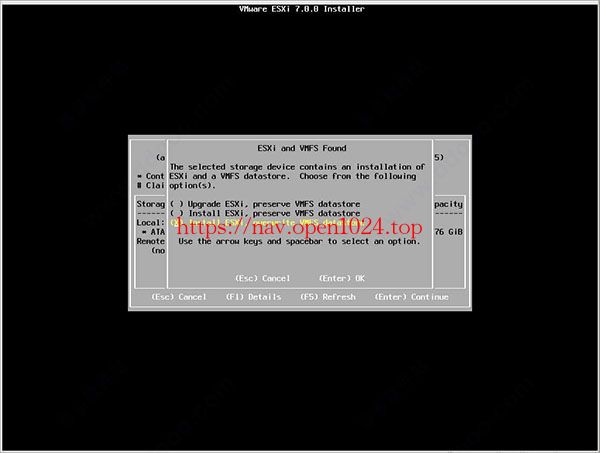 VMware ESXi 7.0.0 Installer
ESXi and VMFS Found
(a
5)
The selected storage device contains an installation of
* Cont
ESXi and a VMFS datastore. Choose from the following
# Clai
option(s).
Storag
( ) Upgrade ESXi, preserve VMFS datastore
pacity
( ) Install ESXi, preserve VMFS datastore
Local:
(X) Install ESXi, overwrite VMFS datastore
https://nav.open1024.top
* ATA
76 GiB
Remote
Use the arrow keys and spacebar to select an option.
(no
(Esc) Cancel (Enter) OK
(Esc) Cancel (F1) Details (F5) Refresh (Enter) Continue